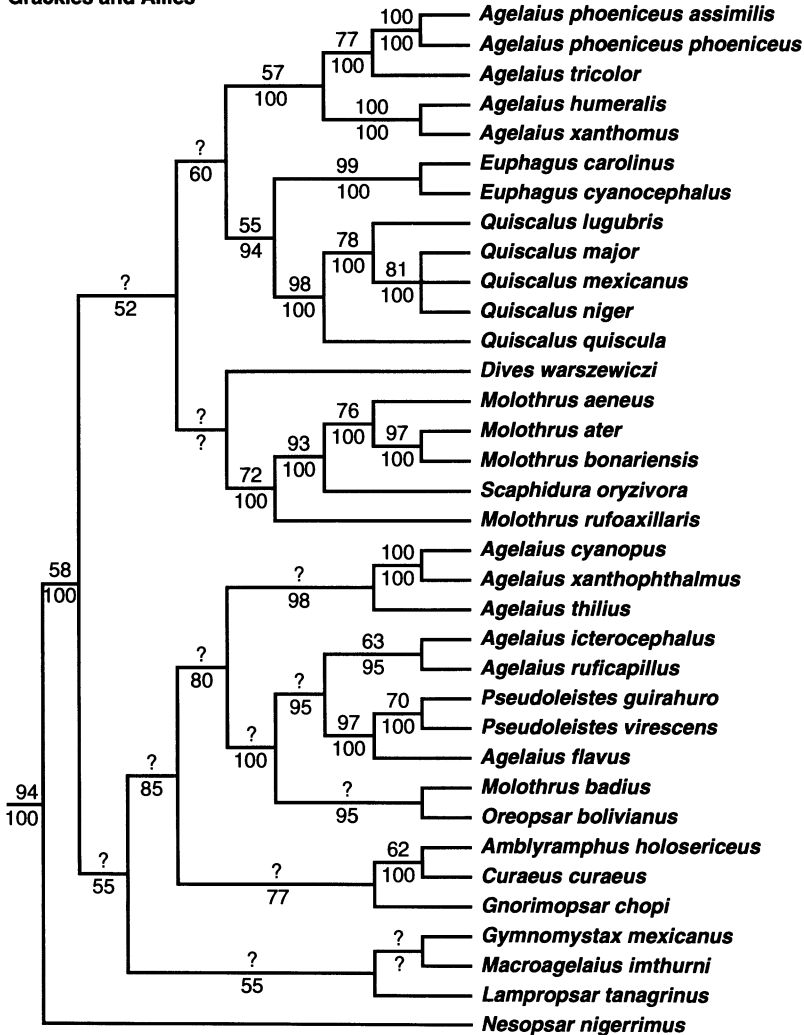 Grackles and Allies
100
Agelaius phoeniceus assimilis
77
100
Agelaius phoeniceus phoeniceus
57
100
Agelaius tricolor
100
100
Agelaius humeralis
100
Agelaius xanthomus
?
60
99
100
Euphagus carolinus
Euphagus cyanocephalus
55
94
78
100
Quiscalus lugubris
Quiscalus major
81
100
Quiscalus mexicanus
98
100
Quiscalus niger
?
52
Quiscalus quiscula
Dives warszewiczi
?
?
76
100
Molothrus aeneus
93
100
97
100
Molothrus ater
Molothrus bonariensis
72
100
Scaphidura oryzivora
Molothrus rufoaxillaris
58
100
100
100
Agelaius cyanopus
?
98
Agelaius xanthophthalmus
Agelaius thilius
?
80
63
95
Agelaius icterocephalus
Agelaius ruficapillus
?
95
70
100
Pseudoleistes guirahuro
97
100
Pseudoleistes virescens
?
100
Agelaius flavus
?
85
?
95
Molothrus badius
94
100
Oreopsar bolivianus
62
100
Amblyramphus holosericeus
?
55
?
77
Curaeus curaeus
Gnorimopsar chopi
?
?
Gymnomystax mexicanus
?
55
Macroagelaius imthurni
Lampropsar tanagrinus
Nesopsar nigerrimus